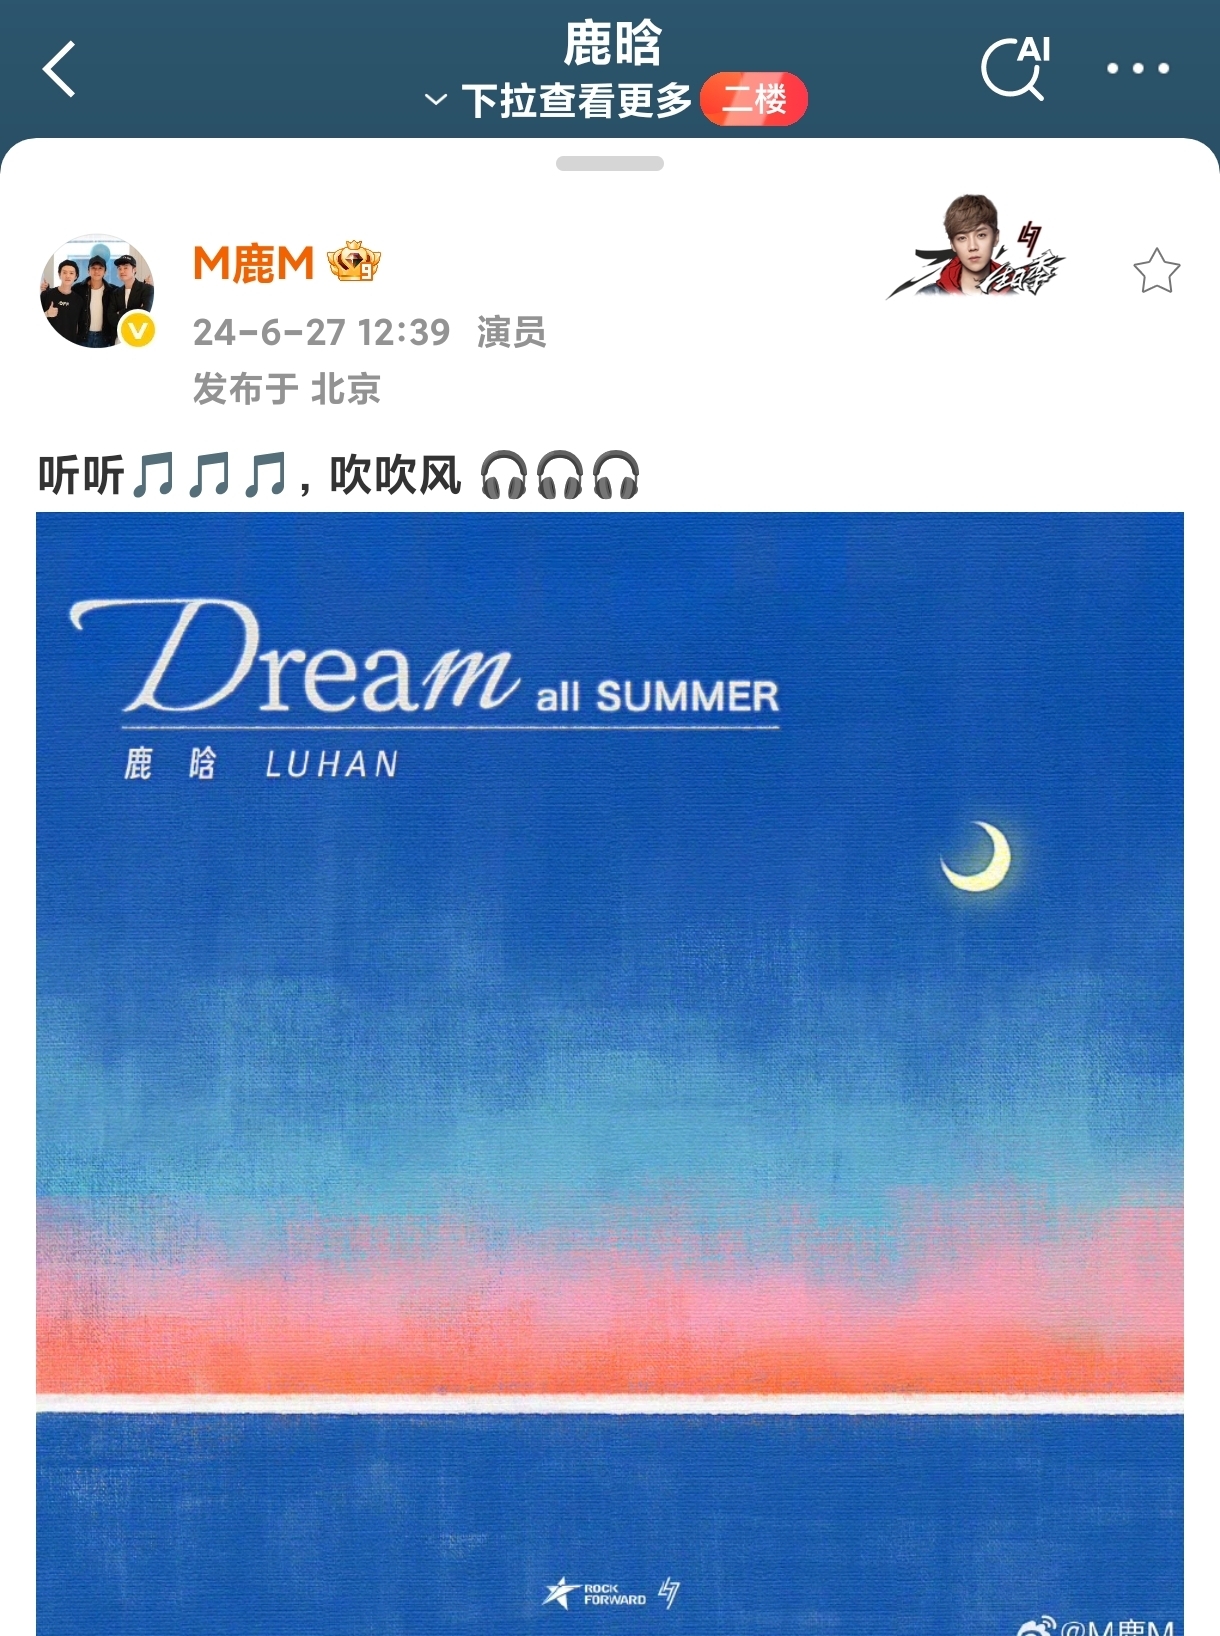 鹿晗
AI
下拉查看更多 二楼
M鹿M
9
V
24-6-27 12:39 演员
发布于 北京
听听🎵🎵🎵, 吹吹风 🎧🎧🎧
Dream all SUMMER
鹿 晗 LUHAN
ROCK
FORWARD
@M鹿M